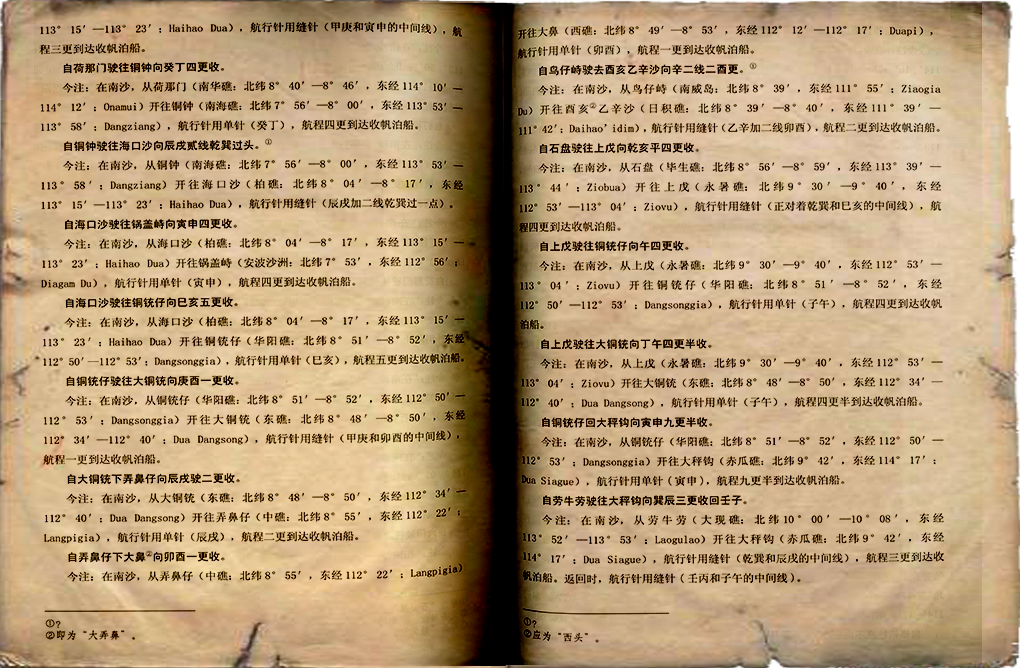 113° 15′—113° 23′；Haihao Dua），航行针用缝针（甲庚和寅申的中间线），航
程三更到达收帆泊船。
自荷那门驶往铜钟向癸丁四更收。
今注：在南沙，从荷那门（南华礁：北纬8° 40′—8° 46′，东经114° 10′—
114° 12′；Onamui）开往铜钟（南海礁：北纬7° 56′—8° 00′，东经113° 53′—
113° 58′；Dangziang），航行针用单针（癸丁），航程四更到达收帆泊船。
自铜钟驶往海口沙向辰戌贰线乾巽过头。①
今注：在南沙，从铜钟（南海礁：北纬7° 56′—8° 00′，东经113° 53′—
113° 58′；Dangziang）开往海口沙（柏礁：北纬8° 04′—8° 17′，东经
113° 15′—113° 23′；Haihao Dua），航行针用缝针（辰戌加二线乾巽过一点）。
自海口沙驶往锅盖峙向寅申四更收。
今注：在南沙，从海口沙（柏礁：北纬8° 04′—8° 17′，东经113° 15′—
113° 23′；Haihao Dua）开往锅盖峙（安波沙洲：北纬7° 53′，东经112° 56′；
Diagam Du），航行针用单针（寅申），航程四更到达收帆泊船。
自海口沙驶往铜铳仔向巳亥五更收。
今注：在南沙，从海口沙（柏礁：北纬8° 04′—8° 17′，东经113° 15′—
113° 23′；Haihao Dua）开往铜铳仔（华阳礁：北纬8° 51′—8° 52′，东经
112° 50′—112° 53′；Dangsonggia），航行针用单针（巳亥），航程五更到达收帆泊船。
自铜铳仔驶往大铜铳向庚酉一更收。
今注：在南沙，从铜铳仔（华阳礁：北纬8° 51′—8° 52′，东经112° 50′—
112° 53′；Dangsonggia）开往大铜铳（东礁：北纬8° 48′—8° 50′，东经
112° 34′—112° 40′；Dua Dangsong），航行针用缝针（甲庚和卯酉的中间线），
航程一更到达收帆泊船。
自大铜铳下弄鼻仔向辰戌驶二更收。
今注：在南沙，从大铜铳（东礁：北纬8° 48′—8° 50′，东经112° 34′—
112° 40′；Dua Dangsong）开往弄鼻仔（中礁：北纬8° 55′，东经112° 22′；
Langpigia），航行针用单针（辰戌），航程二更到达收帆泊船。
自弄鼻仔下大鼻②向卯酉一更收。
今注：在南沙，从弄鼻仔（中礁：北纬8° 55′，东经112° 22′；Langpigia）
①?
②即为“大弄鼻”。
开往大鼻（西礁：北纬8° 49′—8° 53′，东经112° 12′—112° 17′；Duapi），
航行针用单针（卯酉），航程一更到达收帆泊船。
自鸟仔峙驶去酉亥乙辛沙向辛二线二酉更。①
今注：在南沙，从鸟仔峙（南威岛：北纬8° 39′，东经111° 55′；Ziaogia
Du）开往酉亥②乙辛沙（日积礁：北纬8° 39′—8° 40′，东经111° 39′—
111° 42′；Daihao'idim），航行针用缝针（乙辛加二线卯酉），航程二更到达收帆泊船。
自石盘驶往上戊向乾亥平四更收。
今注：在南沙，从石盘（毕生礁：北纬8° 56′—8° 59′，东经113° 39′—
113° 44′；Ziobua）开往上戊（永暑礁：北纬9° 30′—9° 40′，东经
112° 53′—113° 04′；Ziovu），航行针用缝针（正对着乾巽和巳亥的中间线），航
程四更到达收帆泊船。
自上戊驶往铜铳仔向午四更收。
今注：在南沙，从上戊（永暑礁：北纬9° 30′—9° 40′，东经112° 53′—
113° 04′；Ziovu）开往铜铳仔（华阳礁：北纬8° 51′—8° 52′，东经
112° 50′—112° 53′；Dangsonggia），航行针用单针（子午），航程四更到达收帆
泊船。
自上戊驶往大铜铳向丁午四更半收。
今注：在南沙，从上戊（永暑礁：北纬9° 30′—9° 40′，东经112° 53′—
113° 04′；Ziovu）开往大铜铳（东礁：北纬8° 48′—8° 50′，东经112° 34′—
112° 40′；Dua Dangsong），航行针用单针（子午），航程四更半到达收帆泊船。
自铜铳仔回大秤钩向寅申九更半收。
今注：在南沙，从铜铳仔（华阳礁：北纬8° 51′—8° 52′，东经112° 50′—
112° 53′；Dangsonggia）开往大秤钩（赤瓜礁：北纬9° 42′，东经114° 17′；
Dua Siague），航行针用单针（寅申），航程九更半到达收帆泊船。
自劳牛劳驶往大秤钩向巽辰三更收回壬子。
今注：在南沙，从劳牛劳（大现礁：北纬10° 00′—10° 08′，东经
113° 52′—113° 53′；Laogulao）开往大秤钩（赤瓜礁：北纬9° 42′，东经
114° 17′；Dua Siague），航行针用缝针（乾巽和辰戌的中间线），航程三更到达收
帆泊船。返回时，航行针用缝针（壬丙和子午的中间线）。
①?
②应为“西头”。